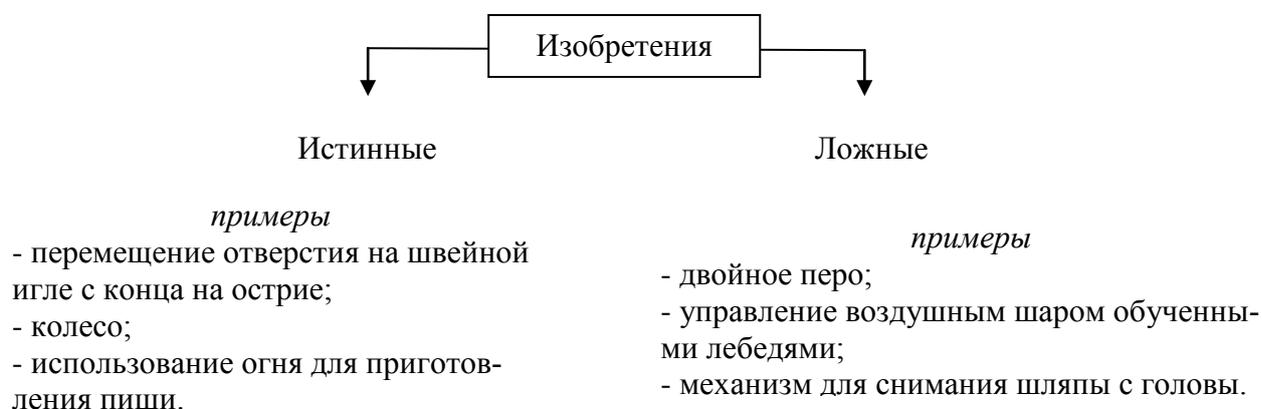 Изобретения
Истинные
Ложные
примеры
- перемещение отверстия на швейной
игле с конца на острие;
- колесо;
- использование огня для приготов-
ления пищи.
примеры
- двойное перо;
- управление воздушным шаром обученны-
ми лебедями;
- механизм для снимания шляпы с головы.